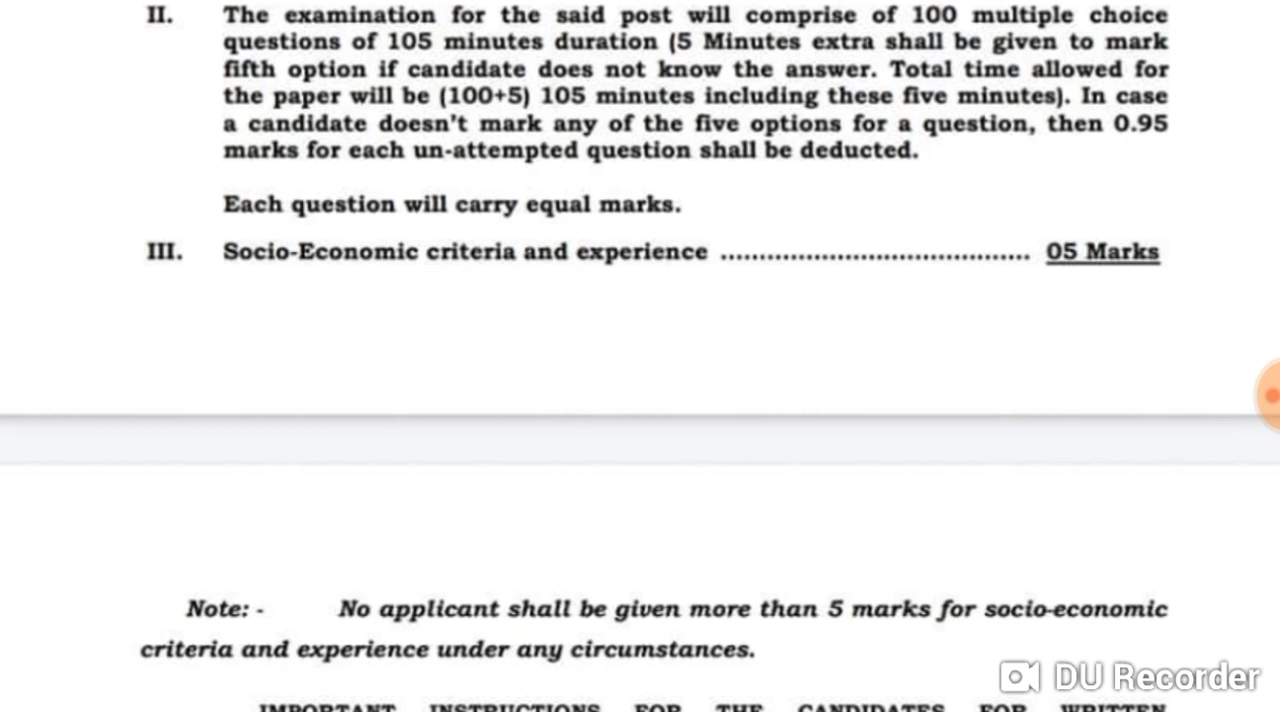 II. The examination for the said post will comprise of 100 multiple choice
questions of 105 minutes duration (5 Minutes extra shall be given to mark
fifth option if candidate does not know the answer. Total time allowed for
the paper will be (100+5) 105 minutes including these five minutes). In case
a candidate doesn't mark any of the five options for a question, then 0.95
marks for each un-attempted question shall be deducted.
Each question will carry equal marks.
III. Socio-Economic criteria and experience ........................................ 05 Marks
Note: - No applicant shall be given more than 5 marks for socio-economic
criteria and experience under any circumstances.
DU Recorder
IMPORTANT INSTRUCTIONS FOR THE CANDIDATES FOR WRITTEN